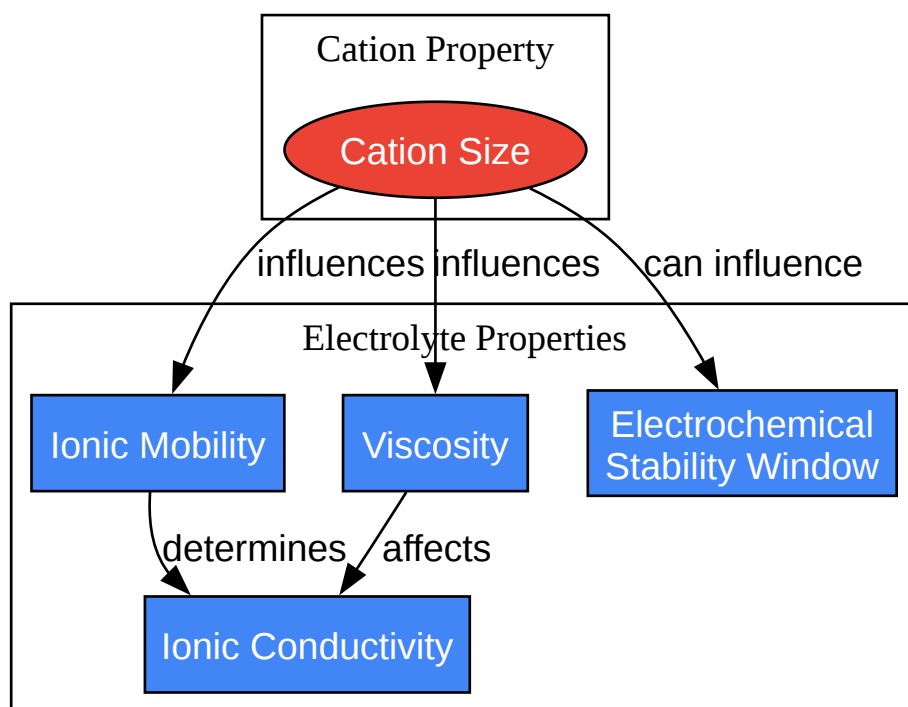 Cation Property
Cation Size
influences
influences
can influence
Electrolyte Properties
Ionic Mobility
Viscosity
Electrochemical
Stability Window
determines
affects
Ionic Conductivity